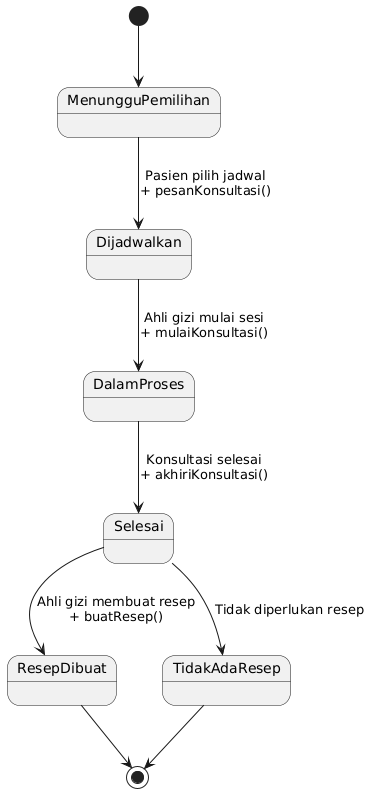 MenungguPemilihan
Pasien pilih jadwal
+ pesanKonsultasi()
Dijadwalkan
Ahli gizi mulai sesi
+ mulaiKonsultasi()
DalamProses
Konsultasi selesai
+ akhiriKonsultasi()
Selesai
Ahli gizi membuat resep
+ buatResep()
Tidak diperlukan resep
ResepDibuat
TidakAdaResep